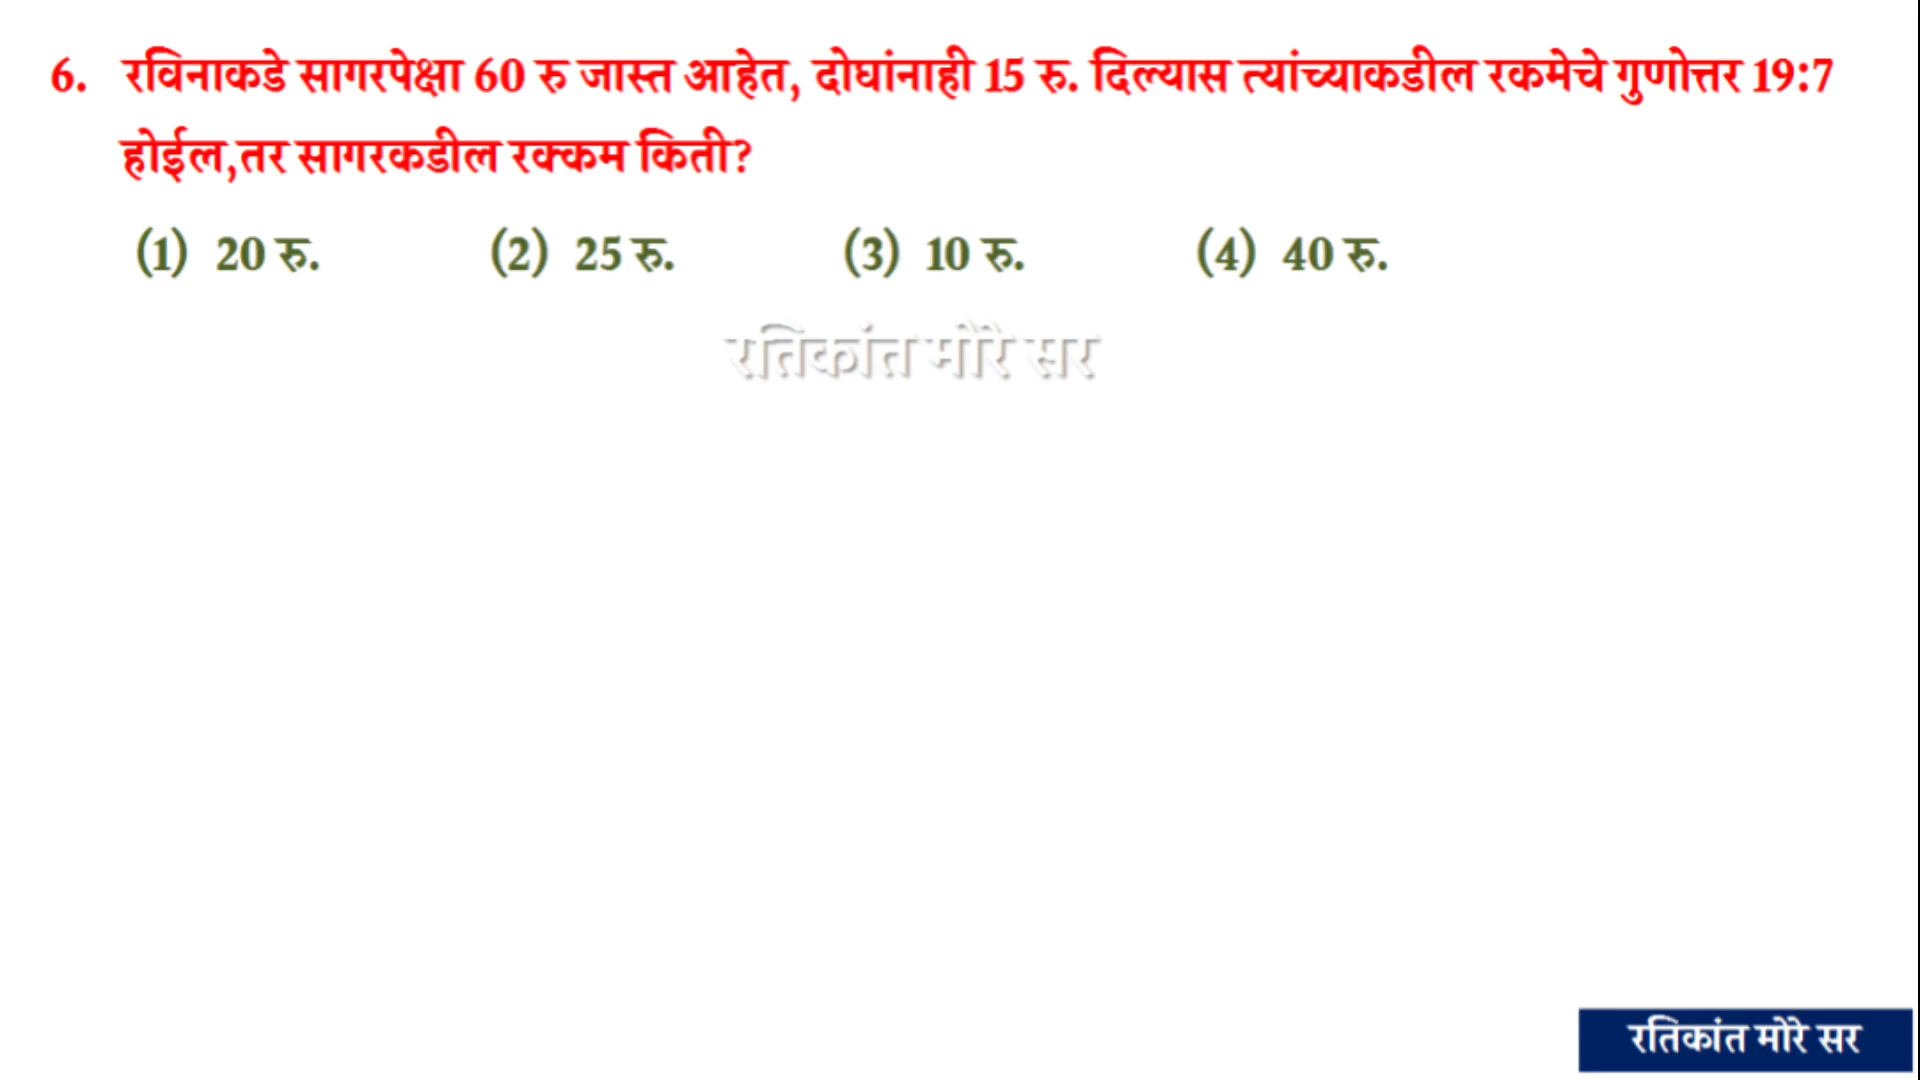 6. रविनाकडे सागरपेक्षा 60 रु जास्त आहेत, दोघांनाही 15 रु. दिल्यास त्यांच्याकडील रकमेचे गुणोत्तर 19:7
होईल,तर सागरकडील रक्कम किती?
(1) 20 रु. (2) 25 रु. (3) 10 रु. (4) 40 रु.
रतिकांत मोरे सर
रतिकांत मोरे सर